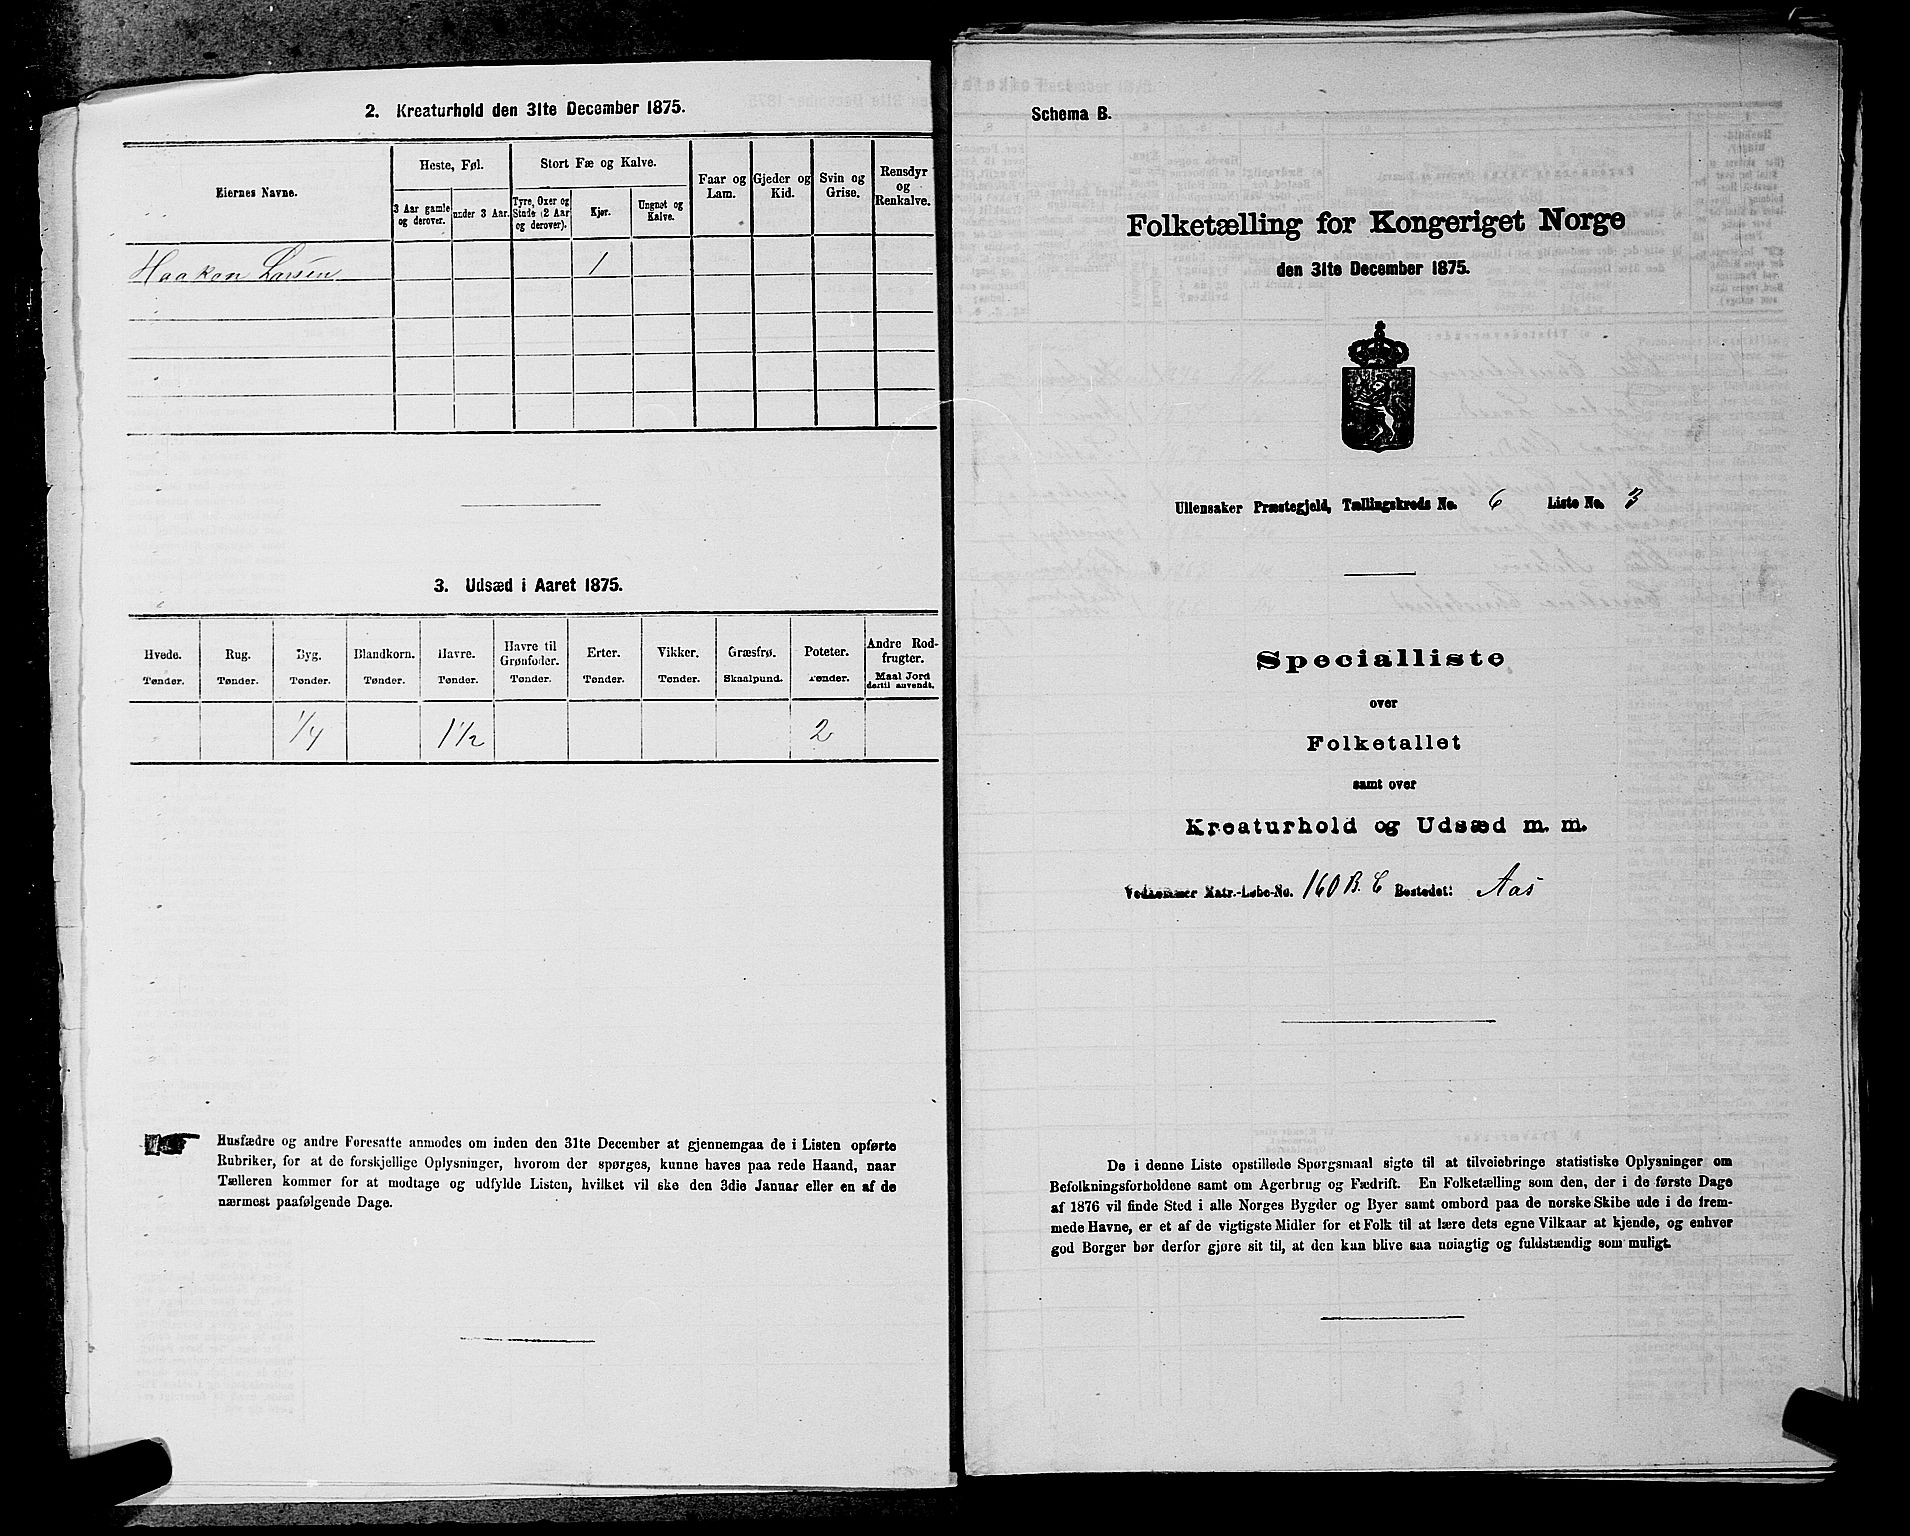 2. Kreaturhold den 31te December 1875.
Eiernes Navne.
Heste, Føl.
Stort Fæ og Kalve.
Faar og
Lam.
Gjeder og
Kid.
Svin og
Grise.
Rensdyr
og
Renkalve.
3 Aar gamle
og derover.
under 3 Aar.
Tyre, Oxer og
Stude (2 Aar
og derover).
Kjør.
Ungnøt og
Kalve.
Haakon Larsen 1
3. Udsæd i Aaret 1875.
Hvede.
Tønder.
Rug.
Tønder.
Byg.
Tønder.
Blandkorn.
Tønder.
Havre.
Tønder.
Havre til
Grønfoder.
Tønder.
Erter.
Tønder.
Vikker.
Tønder.
Græsfrø.
Skaalpund.
Poteter.
Tønder.
Andre Rod-
frugter.
Maal Jord
dertil anvendt.
1/4 1 1/2 2
Husfædre og andre Foresatte anmodes om inden den 31te December at gjennemgaa de i Listen opførte
Rubriker, for at de forskjellige Oplysninger, hvorom der spørges, kunne haves paa rede Haand, naar
Tælleren kommer for at modtage og udfylde Listen, hvilket vil ske den 3die Januar eller en af de
nærmest paafølgende Dage.
Schema B.
Folketælling for Kongeriget Norge
den 31te December 1875.
Ullensaker Præstegjeld, Tællingskreds No. 6 Liste No. 3
Specialliste
over
Folketallet
samt over
Kreaturhold og Udsæd m. m.
Vedkommer Matr.-Løbe-No. 160 B. C Bostedet: Aas
De i denne Liste opstillede Spørgsmaal sigte til at tilveiebringe statistiske Oplysninger om
Befolkningsforholdene samt om Agerbrug og Fædrift. En Folketælling som den, der i de første Dage
af 1876 vil finde Sted i alle Norges Bygder og Byer samt ombord paa de norske Skibe ude i de frem-
mede Havne, er et af de vigtigste Midler for et Folk til at lære dets egne Vilkaar at kjende, og enhver
god Borger bør derfor gjøre sit til, at den kan blive saa nøiagtig og fuldstændig som muligt.